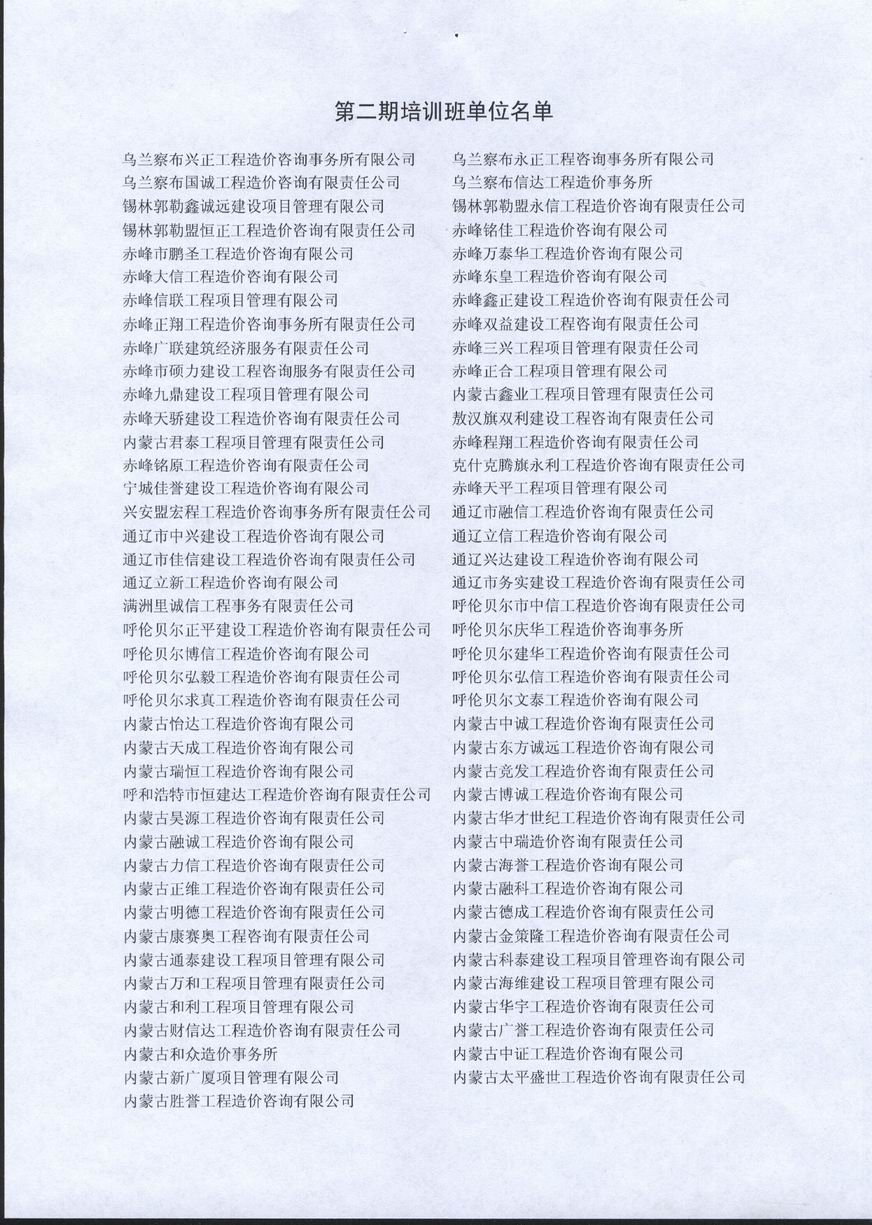 第二期培训班单位名单
乌兰察布兴正工程造价咨询事务所有限公司 乌兰察布永正工程咨询事务所有限公司
乌兰察布国诚工程造价咨询有限责任公司 乌兰察布信达工程造价事务所
锡林郭勒鑫诚远建设项目管理有限公司 锡林郭勒盟永信工程造价咨询有限责任公司
锡林郭勒盟恒正工程造价咨询有限责任公司 赤峰铭佳工程造价咨询有限公司
赤峰市鹏圣工程造价咨询有限公司 赤峰万泰华工程造价咨询有限公司
赤峰大信工程造价咨询有限公司 赤峰东皇工程造价咨询有限公司
赤峰信联工程项目管理有限公司 赤峰鑫正建设工程造价咨询有限责任公司
赤峰正翔工程造价咨询事务所有限责任公司 赤峰双益建设工程咨询有限责任公司
赤峰广联建筑经济服务有限责任公司 赤峰三兴工程项目管理有限责任公司
赤峰市硕力建设工程咨询服务有限责任公司 赤峰正合工程项目管理有限公司
赤峰九鼎建设工程项目管理有限公司 内蒙古鑫业工程项目管理有限责任公司
赤峰天骄建设工程造价咨询有限责任公司 敖汉旗双利建设工程咨询有限责任公司
内蒙古君泰工程项目管理有限责任公司 赤峰程翔工程造价咨询有限责任公司
赤峰铭原工程造价咨询有限责任公司 克什克腾旗永利工程造价咨询有限责任公司
宁城佳誉建设工程造价咨询有限公司 赤峰天平工程项目管理有限公司
兴安盟宏程工程造价咨询事务所有限责任公司 通辽市融信工程造价咨询有限责任公司
通辽市中兴建设工程造价咨询有限公司 通辽立信工程造价咨询有限公司
通辽市佳信建设工程造价咨询有限责任公司 通辽兴达建设工程造价咨询有限公司
通辽立新工程造价咨询有限公司 通辽市务实建设工程造价咨询有限责任公司
满洲里诚信工程事务有限责任公司 呼伦贝尔市中信工程造价咨询有限责任公司
呼伦贝尔正平建设工程造价咨询有限责任公司 呼伦贝尔庆华工程造价咨询事务所
呼伦贝尔博信工程造价咨询有限公司 呼伦贝尔建华工程造价咨询有限责任公司
呼伦贝尔弘毅工程造价咨询有限责任公司 呼伦贝尔弘信工程造价咨询有限责任公司
呼伦贝尔求真工程造价咨询有限责任公司 呼伦贝尔文泰工程造价咨询有限公司
内蒙古怡达工程造价咨询有限公司 内蒙古中诚工程造价咨询有限责任公司
内蒙古天成工程造价咨询有限公司 内蒙古东方诚远工程造价咨询有限公司
内蒙古瑞恒工程造价咨询有限公司 内蒙古竞发工程造价咨询有限责任公司
呼和浩特市恒建达工程造价咨询有限责任公司 内蒙古博诚工程造价咨询有限公司
内蒙古昊源工程造价咨询有限责任公司 内蒙古华才世纪工程造价咨询有限责任公司
内蒙古融诚工程造价咨询有限公司 内蒙古中瑞造价咨询有限责任公司
内蒙古力信工程造价咨询有限责任公司 内蒙古海誉工程造价咨询有限公司
内蒙古正维工程造价咨询有限责任公司 内蒙古融科工程造价咨询有限公司
内蒙古明德工程造价咨询有限责任公司 内蒙古德成工程造价咨询有限责任公司
内蒙古康赛奥工程咨询有限责任公司 内蒙古金策隆工程造价咨询有限责任公司
内蒙古通泰建设工程项目管理有限责任公司 内蒙古科泰建设工程项目管理咨询有限公司
内蒙古万和工程项目管理有限责任公司 内蒙古海维建设工程项目管理有限公司
内蒙古和利工程项目管理有限公司 内蒙古华宇工程造价咨询有限责任公司
内蒙古财信达工程造价咨询有限责任公司 内蒙古广誉工程造价咨询有限责任公司
内蒙古和众造价事务所 内蒙古中证工程造价咨询有限公司
内蒙古新广厦项目管理有限公司 内蒙古太平盛世工程造价咨询有限责任公司
内蒙古胜誉工程造价咨询有限公司